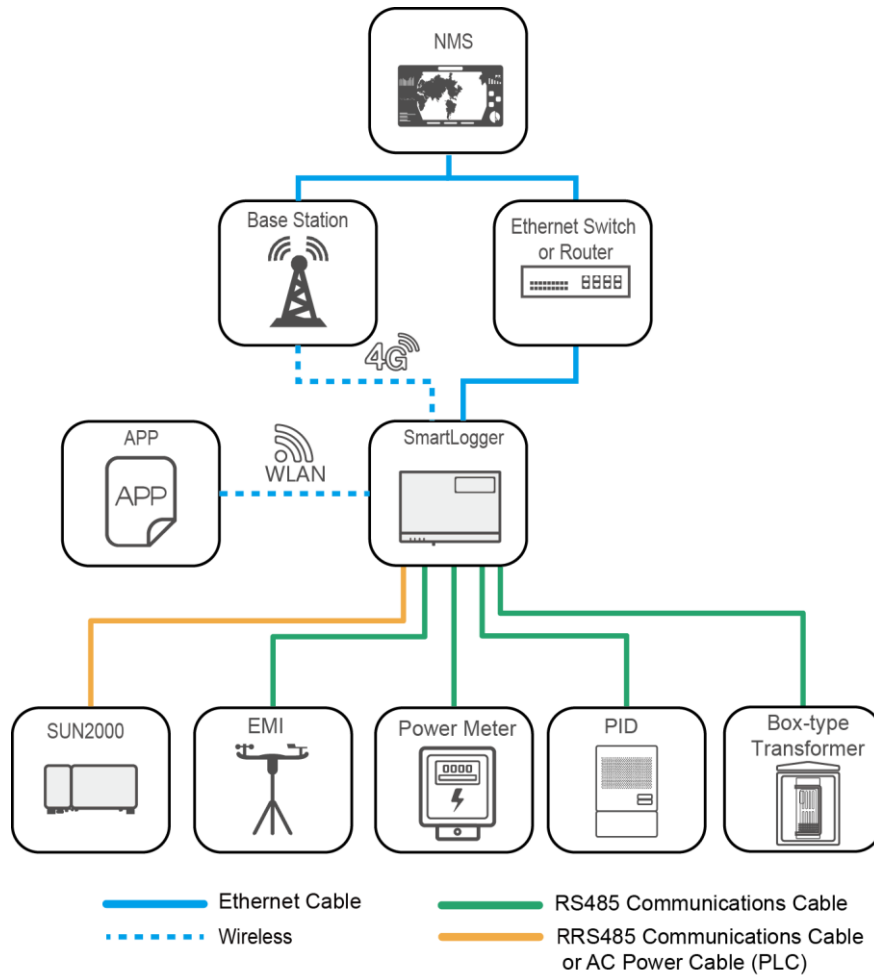 NMS
Base Station
Ethernet Switch
or Router
4G
SmartLogger
APP
WLAN
APP
SUN2000
EMI
Power Meter
PID
Box-type
Transformer
Ethernet Cable
RS485 Communications Cable
Wireless
RRS485 Communications Cable
or AC Power Cable (PLC)